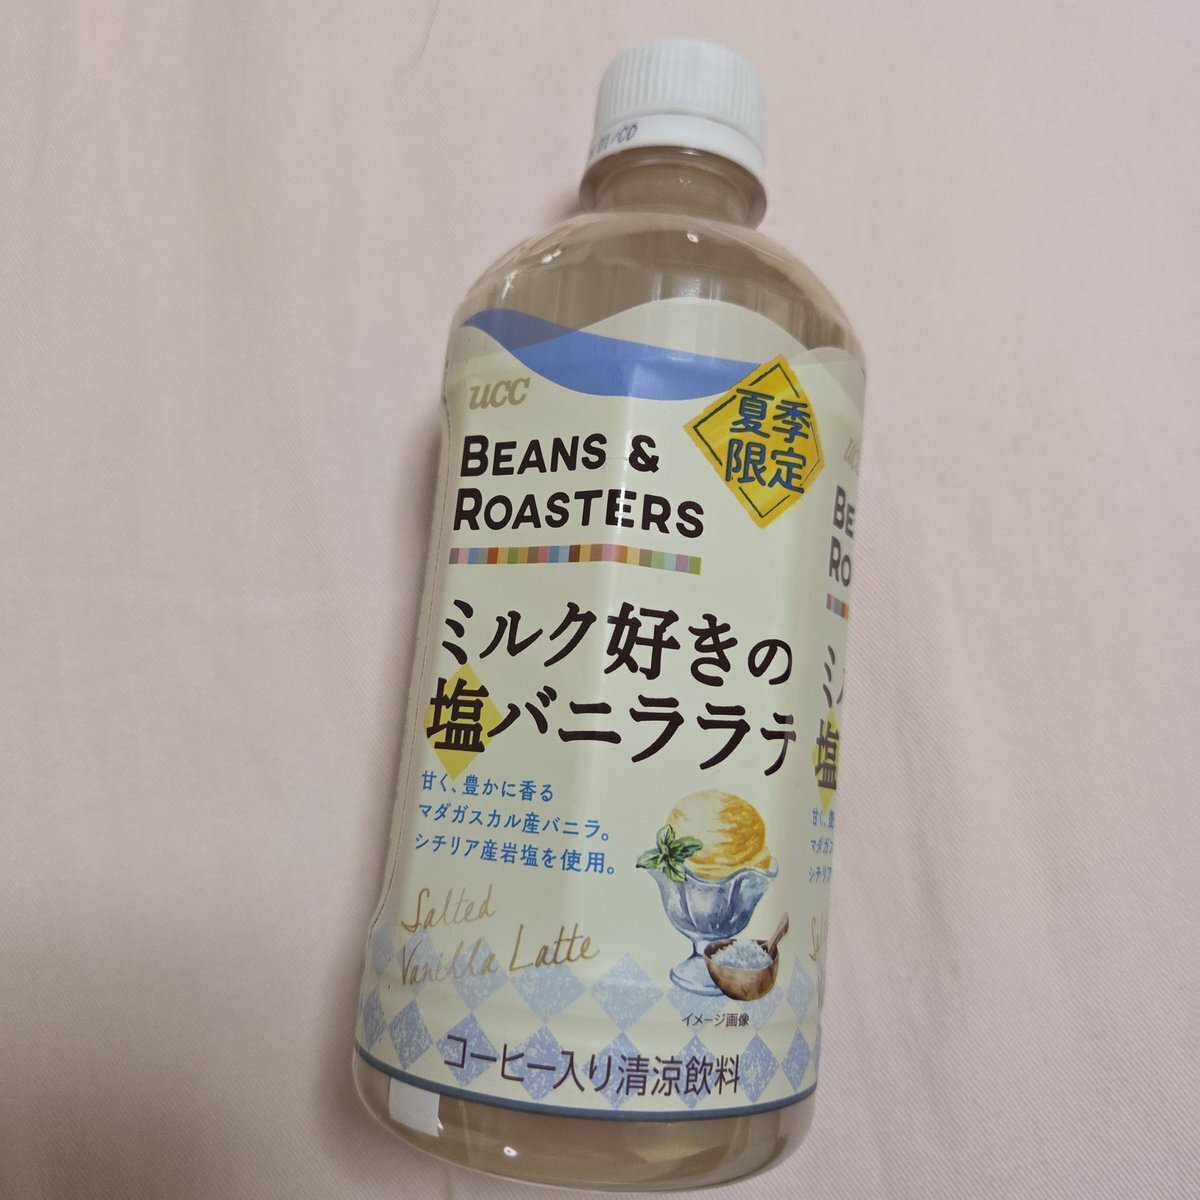 01/CD
ucc
夏季
限定
BEANS &
ROASTERS
ミルク好きの
塩バニララテ
甘く、豊かに香る
マダガスカル産バニラ。
シチリア産岩塩を使用。
Salted
Vanilla Latte
イメージ画像
コーヒー入り清涼飲料